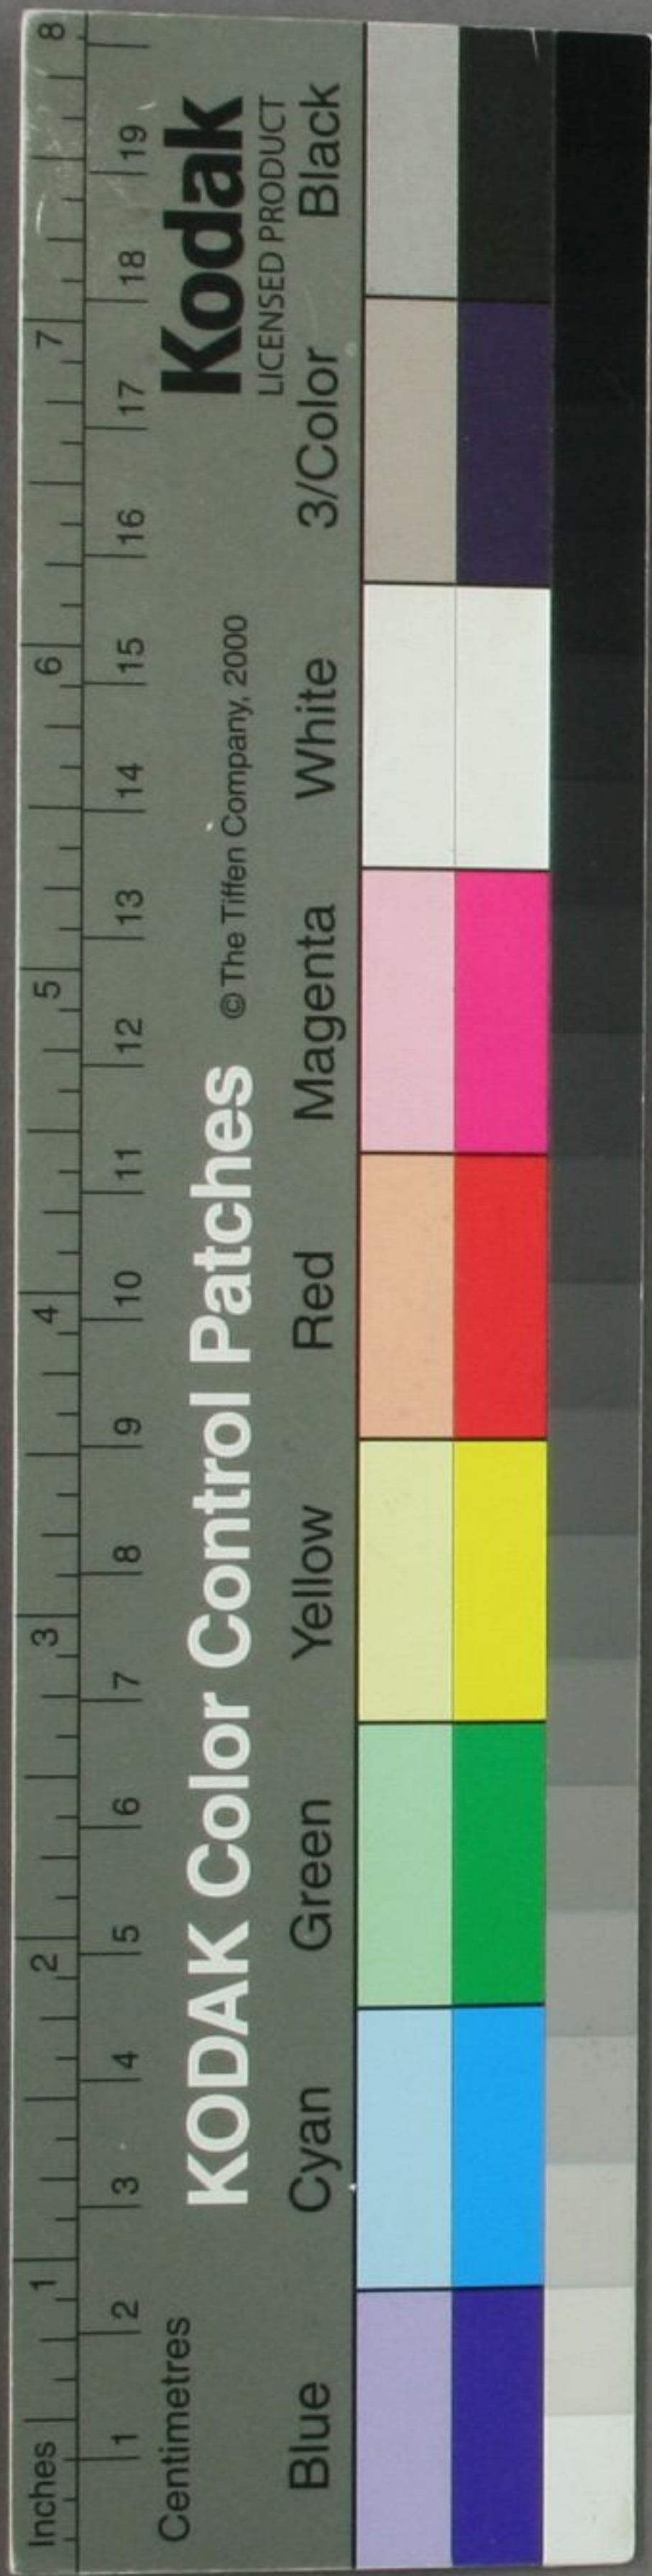 Inches 1 2 3 4 5 6 7 8
Centimetres 1 2 3 4 5 6 7 8 9 10 11 12 13 14 15 16 17 18 19
KODAK Color Control Patches © The Tiffen Company, 2000 Kodak
LICENSED PRODUCT
Blue Cyan Green Yellow Red Magenta White 3/Color Black